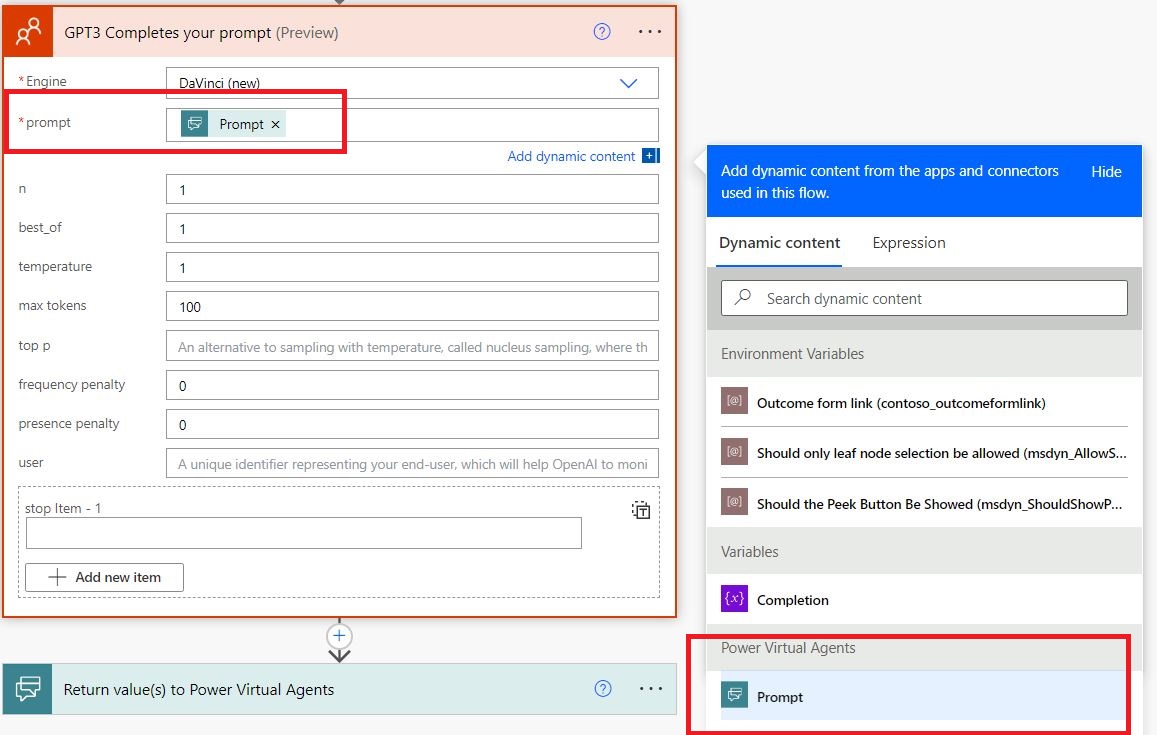 GPT3 Completes your prompt (Preview)
* Engine
DaVinci (new)
* prompt
Prompt ×
Add dynamic content
n
1
best_of
1
temperature
1
max tokens
100
top p
An alternative to sampling with temperature, called nucleus sampling, where th
frequency penalty
0
presence penalty
0
user
A unique identifier representing your end-user, which will help OpenAI to moni
stop Item - 1
Add new item
Return value(s) to Power Virtual Agents
Add dynamic content from the apps and connectors
used in this flow.
Hide
Dynamic content
Expression
Search dynamic content
Environment Variables
[@]
Outcome form link (contoso_outcomeformlink)
[@]
Should only leaf node selection be allowed (msdyn_AllowS...
[@]
Should the Peek Button Be Showed (msdyn_ShouldShowP...
Variables
{x}
Completion
Power Virtual Agents
Prompt